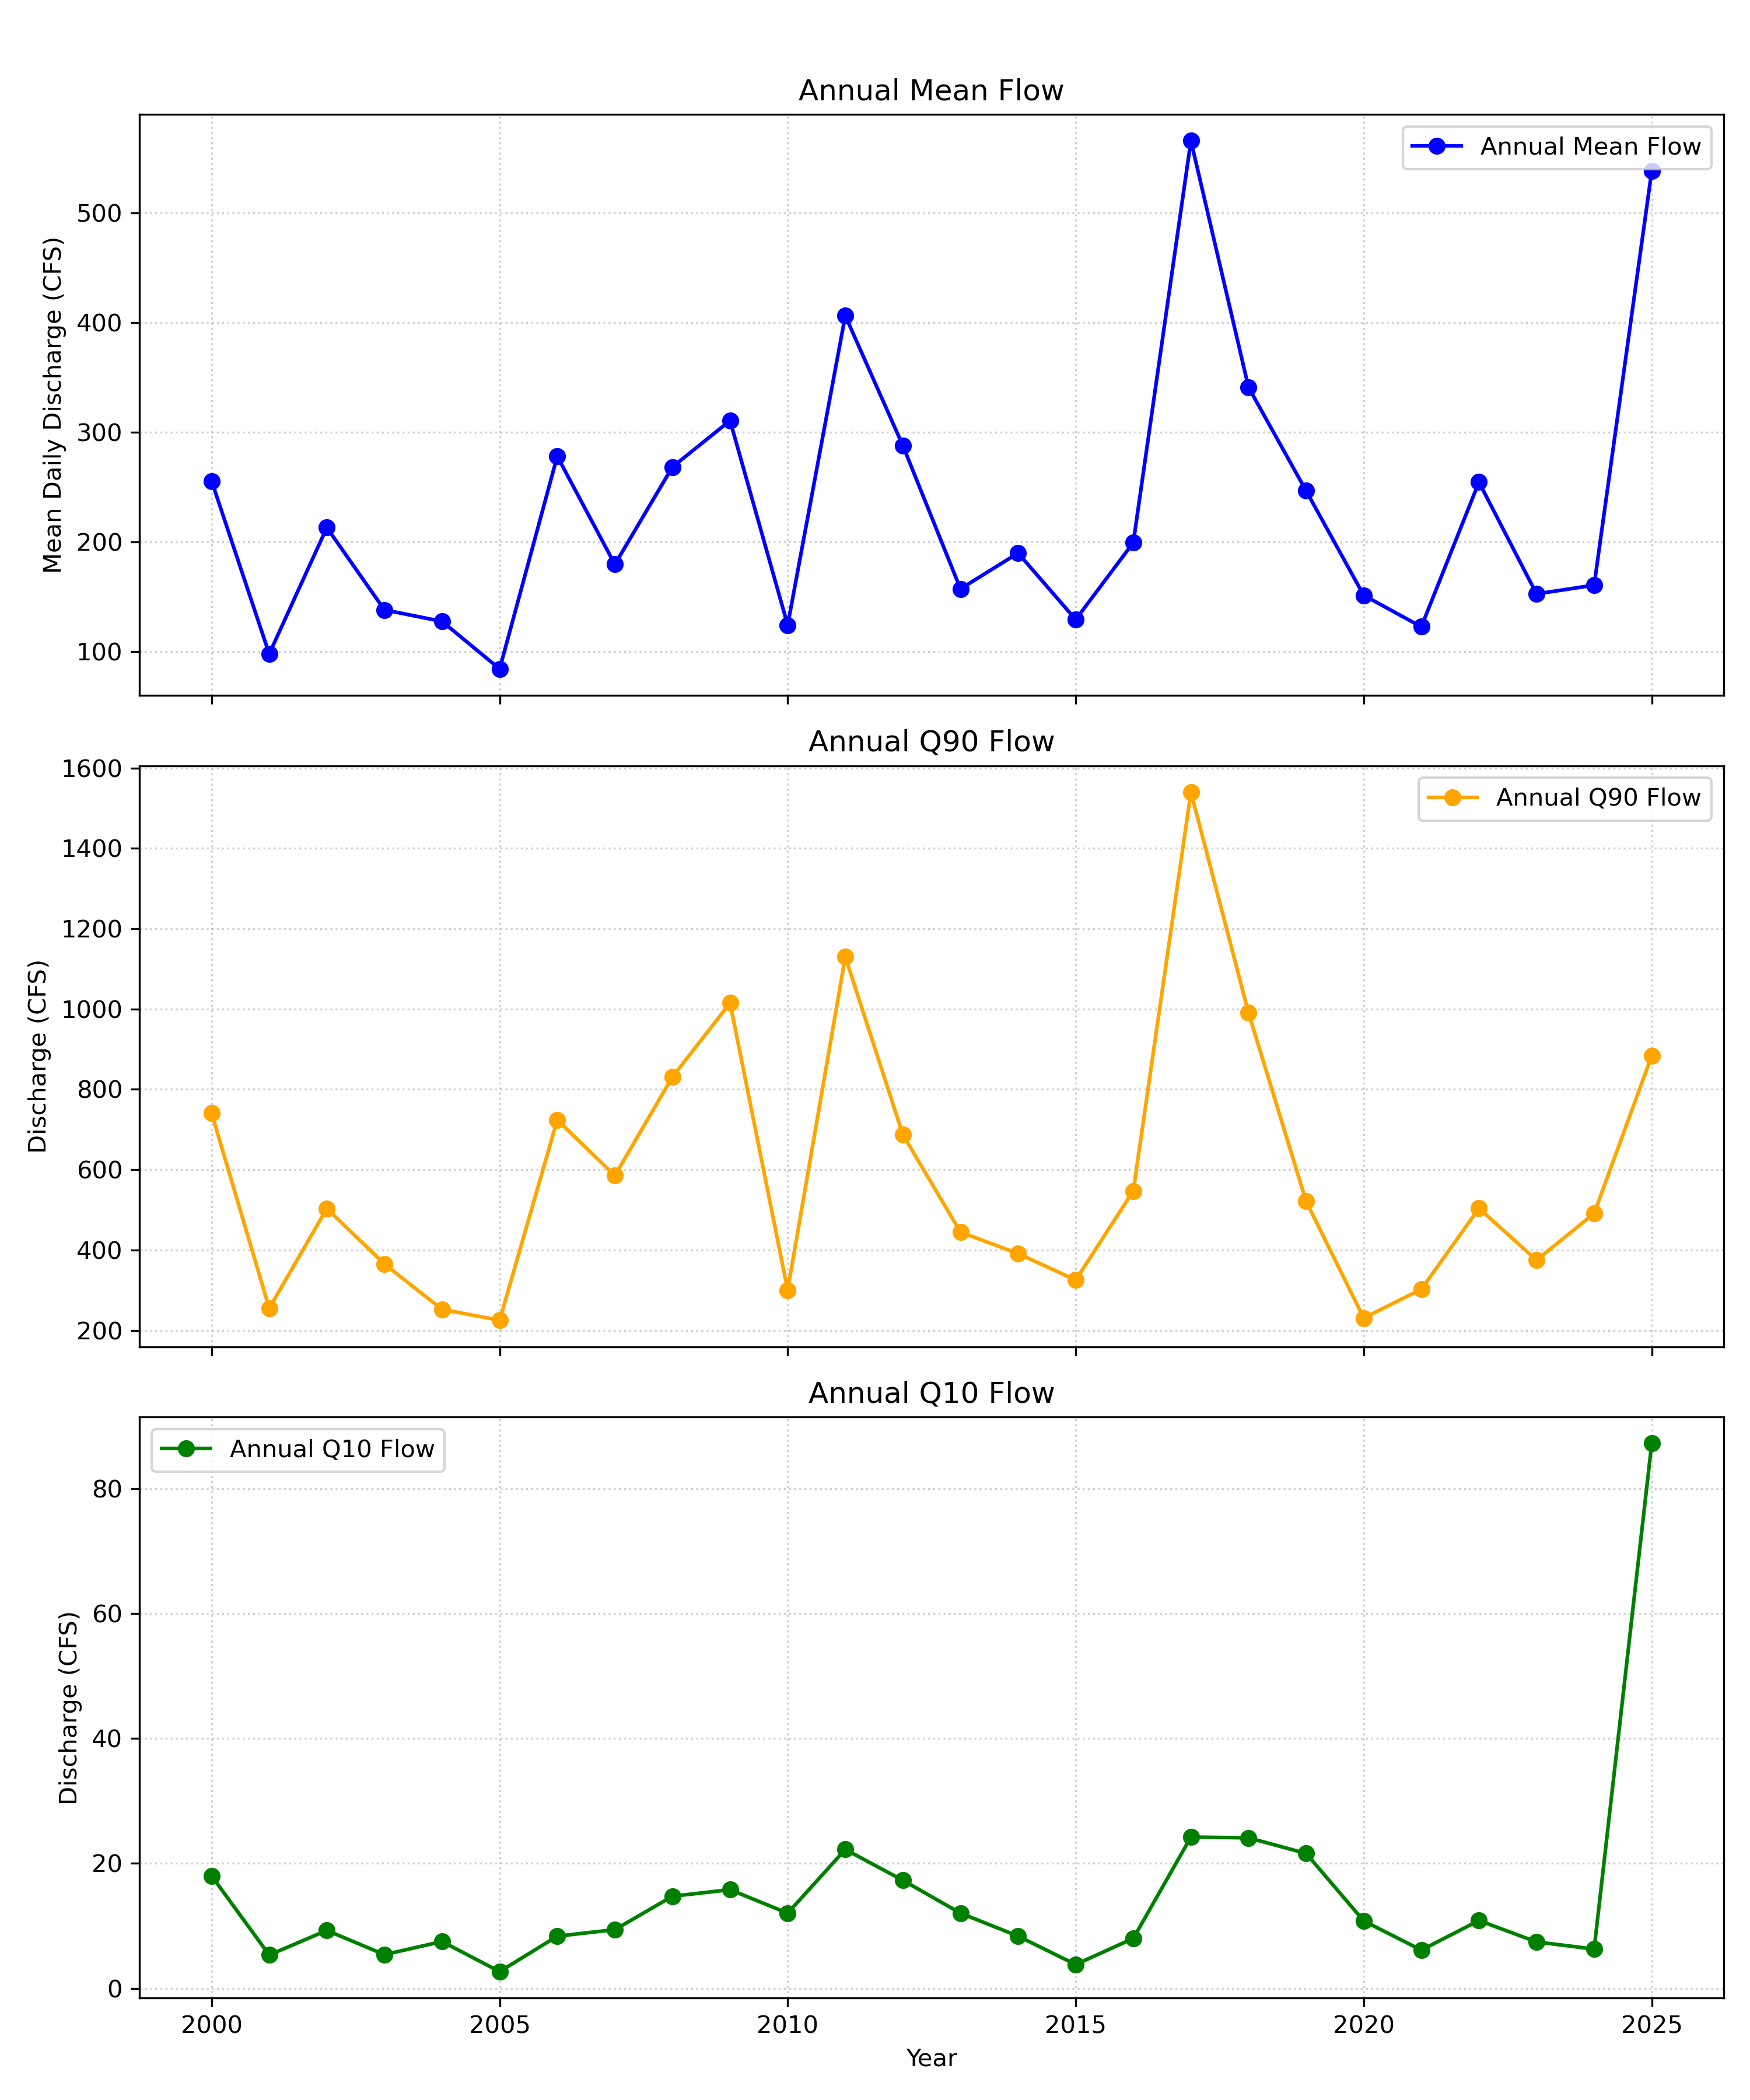 Annual Mean Flow
Annual Mean Flow
Mean Daily Discharge (CFS)
500
400
300
200
100
Annual Q90 Flow
Annual Q90 Flow
Discharge (CFS)
1600
1400
1200
1000
800
600
400
200
Annual Q10 Flow
Annual Q10 Flow
Discharge (CFS)
80
60
40
20
0
2000 2005 2010 2015 2020 2025
Year